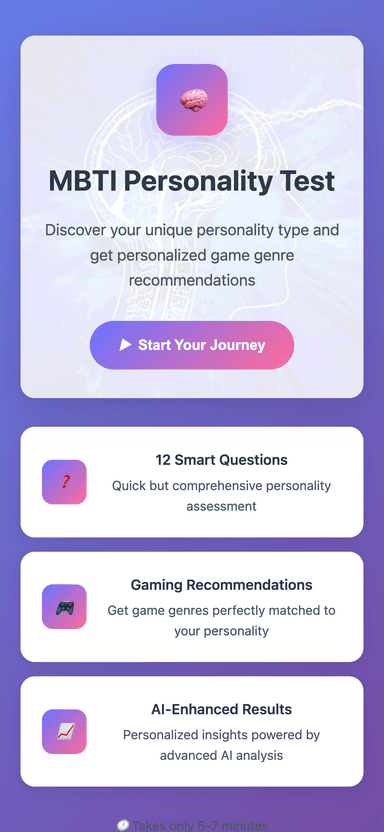 MBTI Personality Test
Discover your unique personality type and
get personalized game genre
recommendations
▶ Start Your Journey
?
12 Smart Questions
Quick but comprehensive personality
assessment
Gaming Recommendations
Get game genres perfectly matched to
your personality
AI-Enhanced Results
Personalized insights powered by
advanced AI analysis
Takes only 5-7 minutes